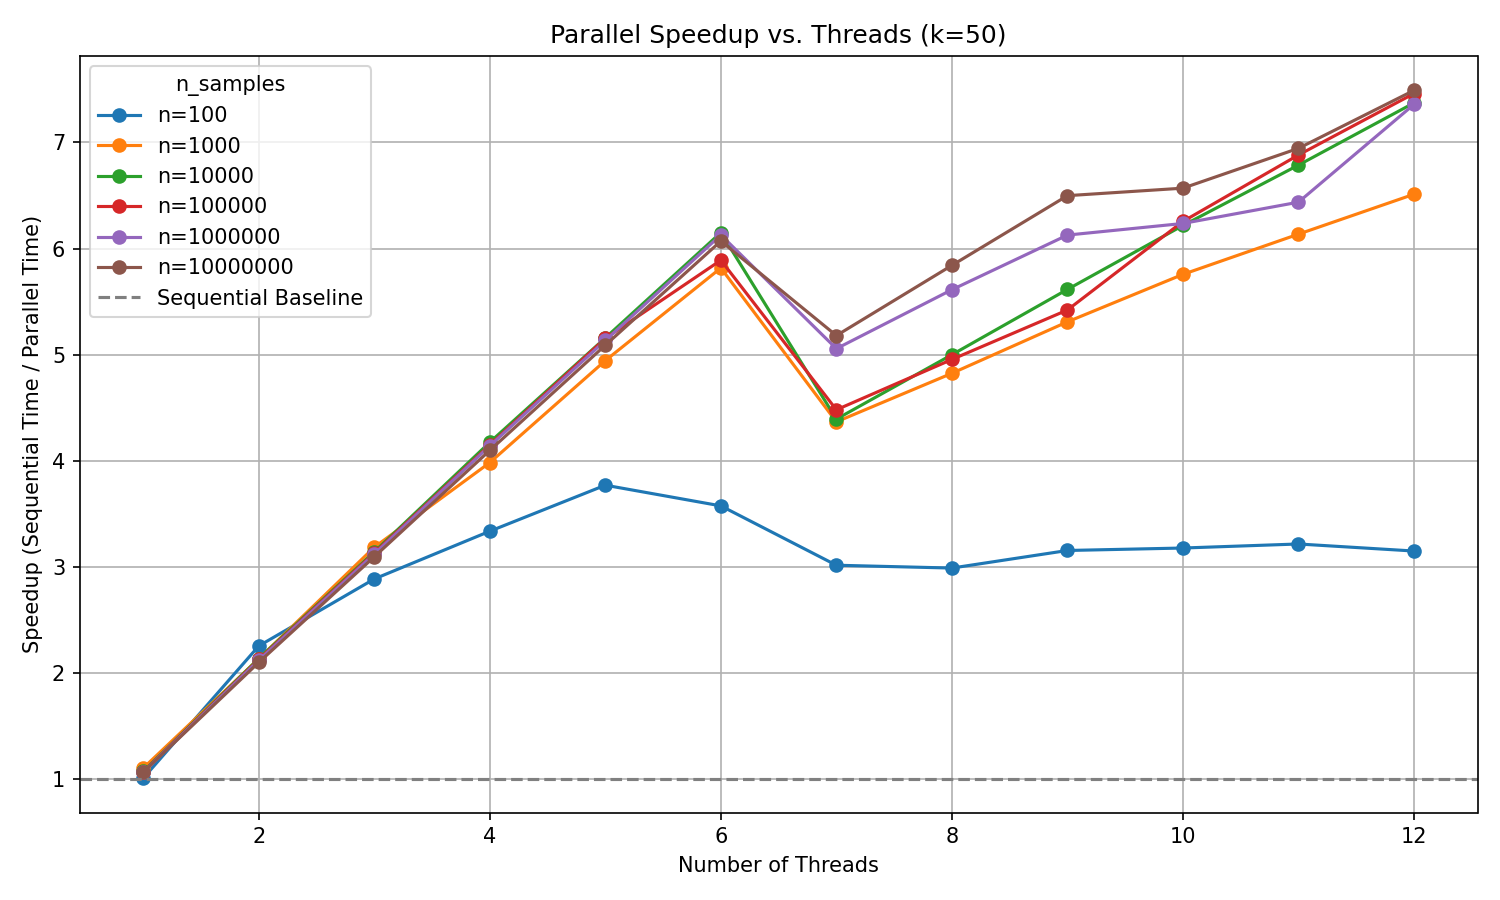 Parallel Speedup vs. Threads (k=50)
n_samples
n=100
n=1000
n=10000
n=100000
n=1000000
n=10000000
Sequential Baseline
Speedup (Sequential Time / Parallel Time)
7
6
5
4
3
2
1
2 4 6 8 10 12
Number of Threads